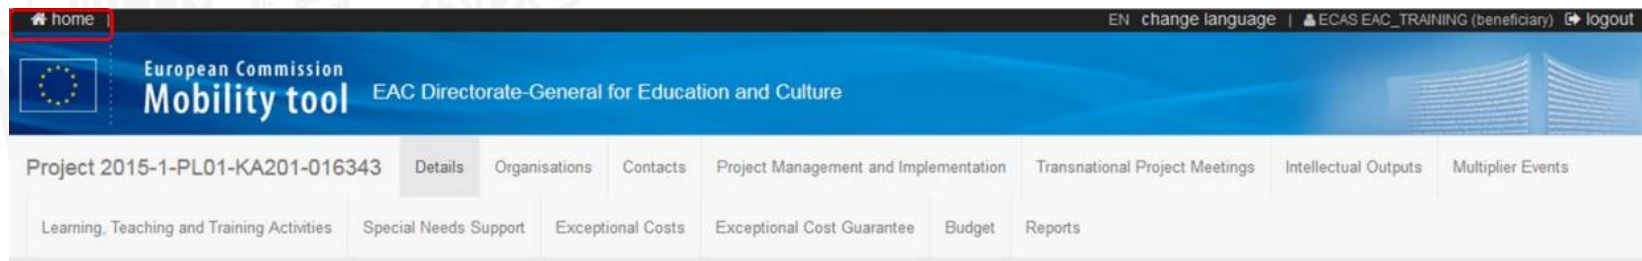 home |
EN change language | ECAS EAC_TRAINING (beneficiary) logout
European Commission
Mobility tool
EAC Directorate-General for Education and Culture
Project 2015-1-PL01-KA201-016343 Details Organisations Contacts Project Management and Implementation Transnational Project Meetings Intellectual Outputs Multiplier Events
Learning, Teaching and Training Activities Special Needs Support Exceptional Costs Exceptional Cost Guarantee Budget Reports